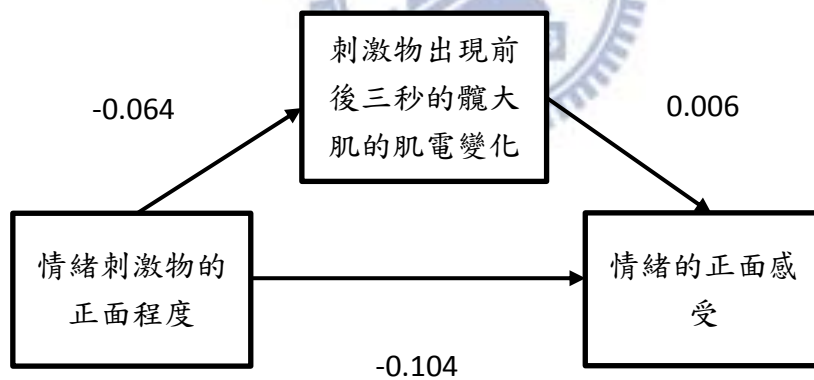 刺激物出現前
後三秒的髖大
肌的肌電變化
-0.064
0.006
情緒刺激物的
正面程度
情緒的正面感
受
-0.104